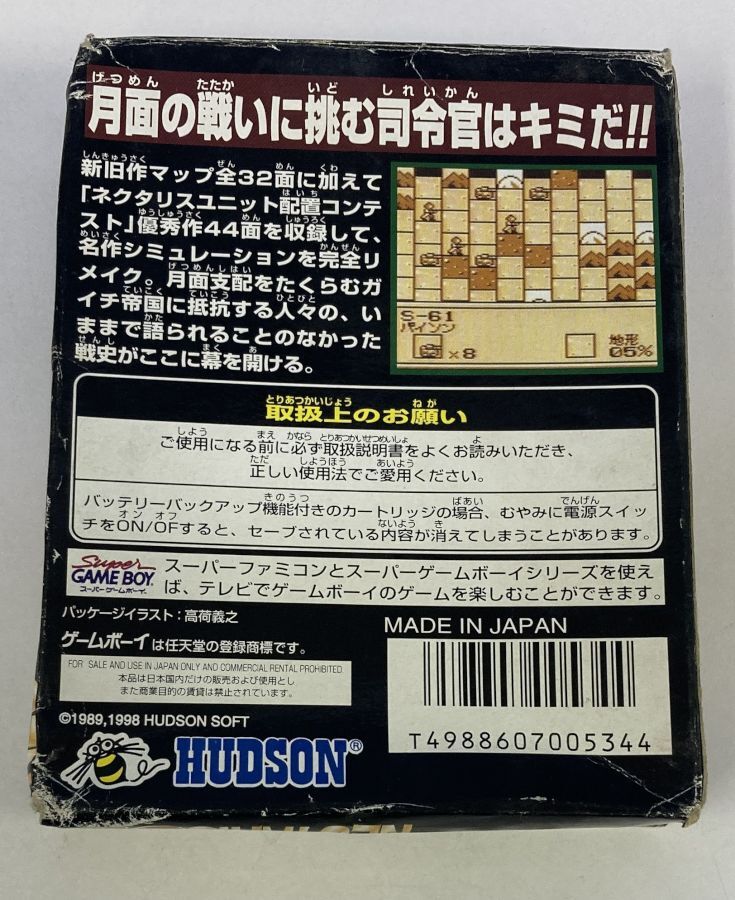 月面の戦いに挑む司令官はキミだ!!
新旧作マップ全32面に加えて
「ネクタリスユニット配置コンテ
スト」優秀作44面を収録して、
名作シミュレーションを完全リ
メイク。月面支配をたくらむガ
イチ帝国に抵抗する人々の、い
ままで語られることのなかった
戦史がここに幕を開ける。
S-61
バイソン
×8
地形
05%
取扱上のお願い
ご使用になる前に必ず取扱説明書をよくお読みいただき、
正しい使用法でご愛用ください。
バッテリーバックアップ機能付きのカートリッジの場合、むやみに電源スイッ
チをON/OFすると、セーブされている内容が消えてしまうことがあります。
Super
GAME BOY
スーパーゲームボーイ
スーパーファミコンとスーパーゲームボーイシリーズを使え
ば、テレビでゲームボーイのゲームを楽しむことができます。
パッケージイラスト:高荷義之
ゲームボーイは任天堂の登録商標です。
FOR SALE AND USE IN JAPAN ONLY AND COMMERCIAL RENTAL PROHIBITED
本品は日本国内だけの販売および使用とし
また商業目的の賃貸は禁止されています。
©1989,1998 HUDSON SOFT
HUDSON®
MADE IN JAPAN
T4988607005344